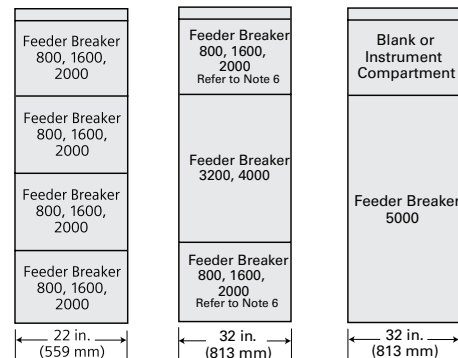 Feeder Breaker
800, 1600,
2000
Feeder Breaker
800, 1600,
2000
Feeder Breaker
800, 1600,
2000
Feeder Breaker
800, 1600,
2000
22 in.
(559 mm)
Feeder Breaker
800, 1600,
2000
Refer to Note 6
Feeder Breaker
3200, 4000
Feeder Breaker
800, 1600,
2000
Refer to Note 6
32 in.
(813 mm)
Blank or
Instrument
Compartment
Feeder Breaker
5000
32 in.
(813 mm)